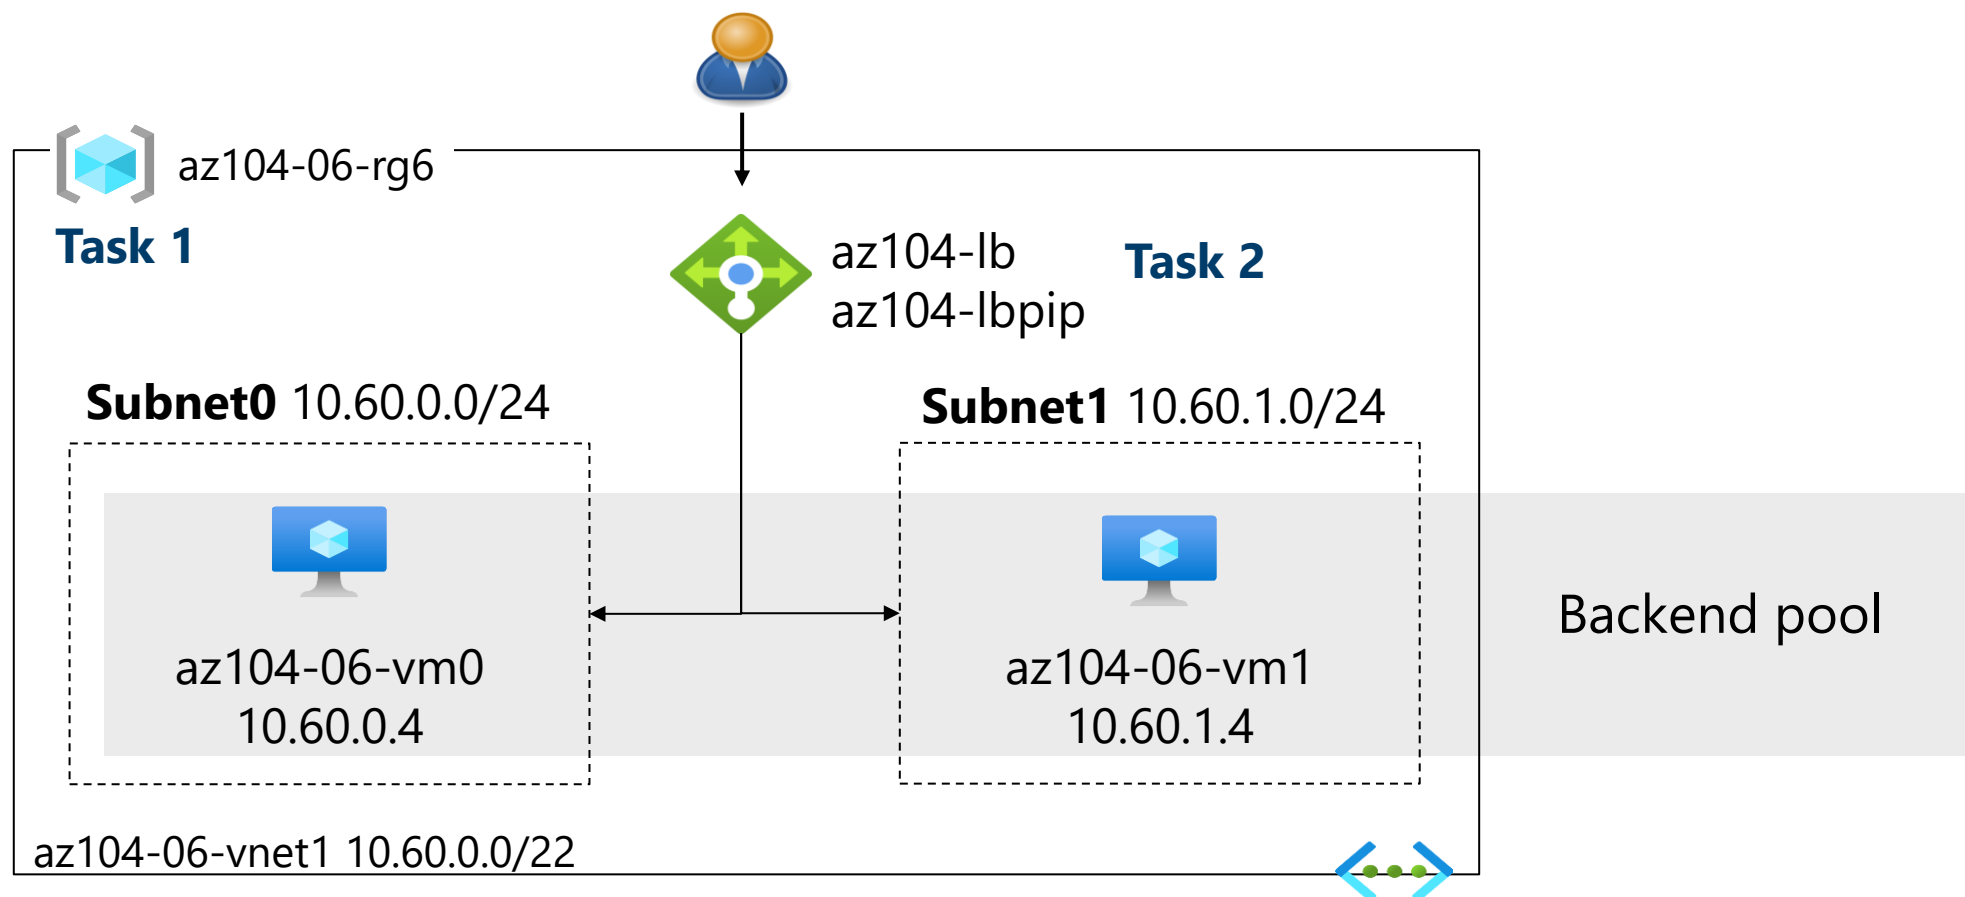 az104-06-rg6
Task 1
az104-lb
az104-lbpip
Task 2
Subnet0 10.60.0.0/24
Subnet1 10.60.1.0/24
az104-06-vm0
10.60.0.4
az104-06-vm1
10.60.1.4
Backend pool
az104-06-vnet1 10.60.0.0/22